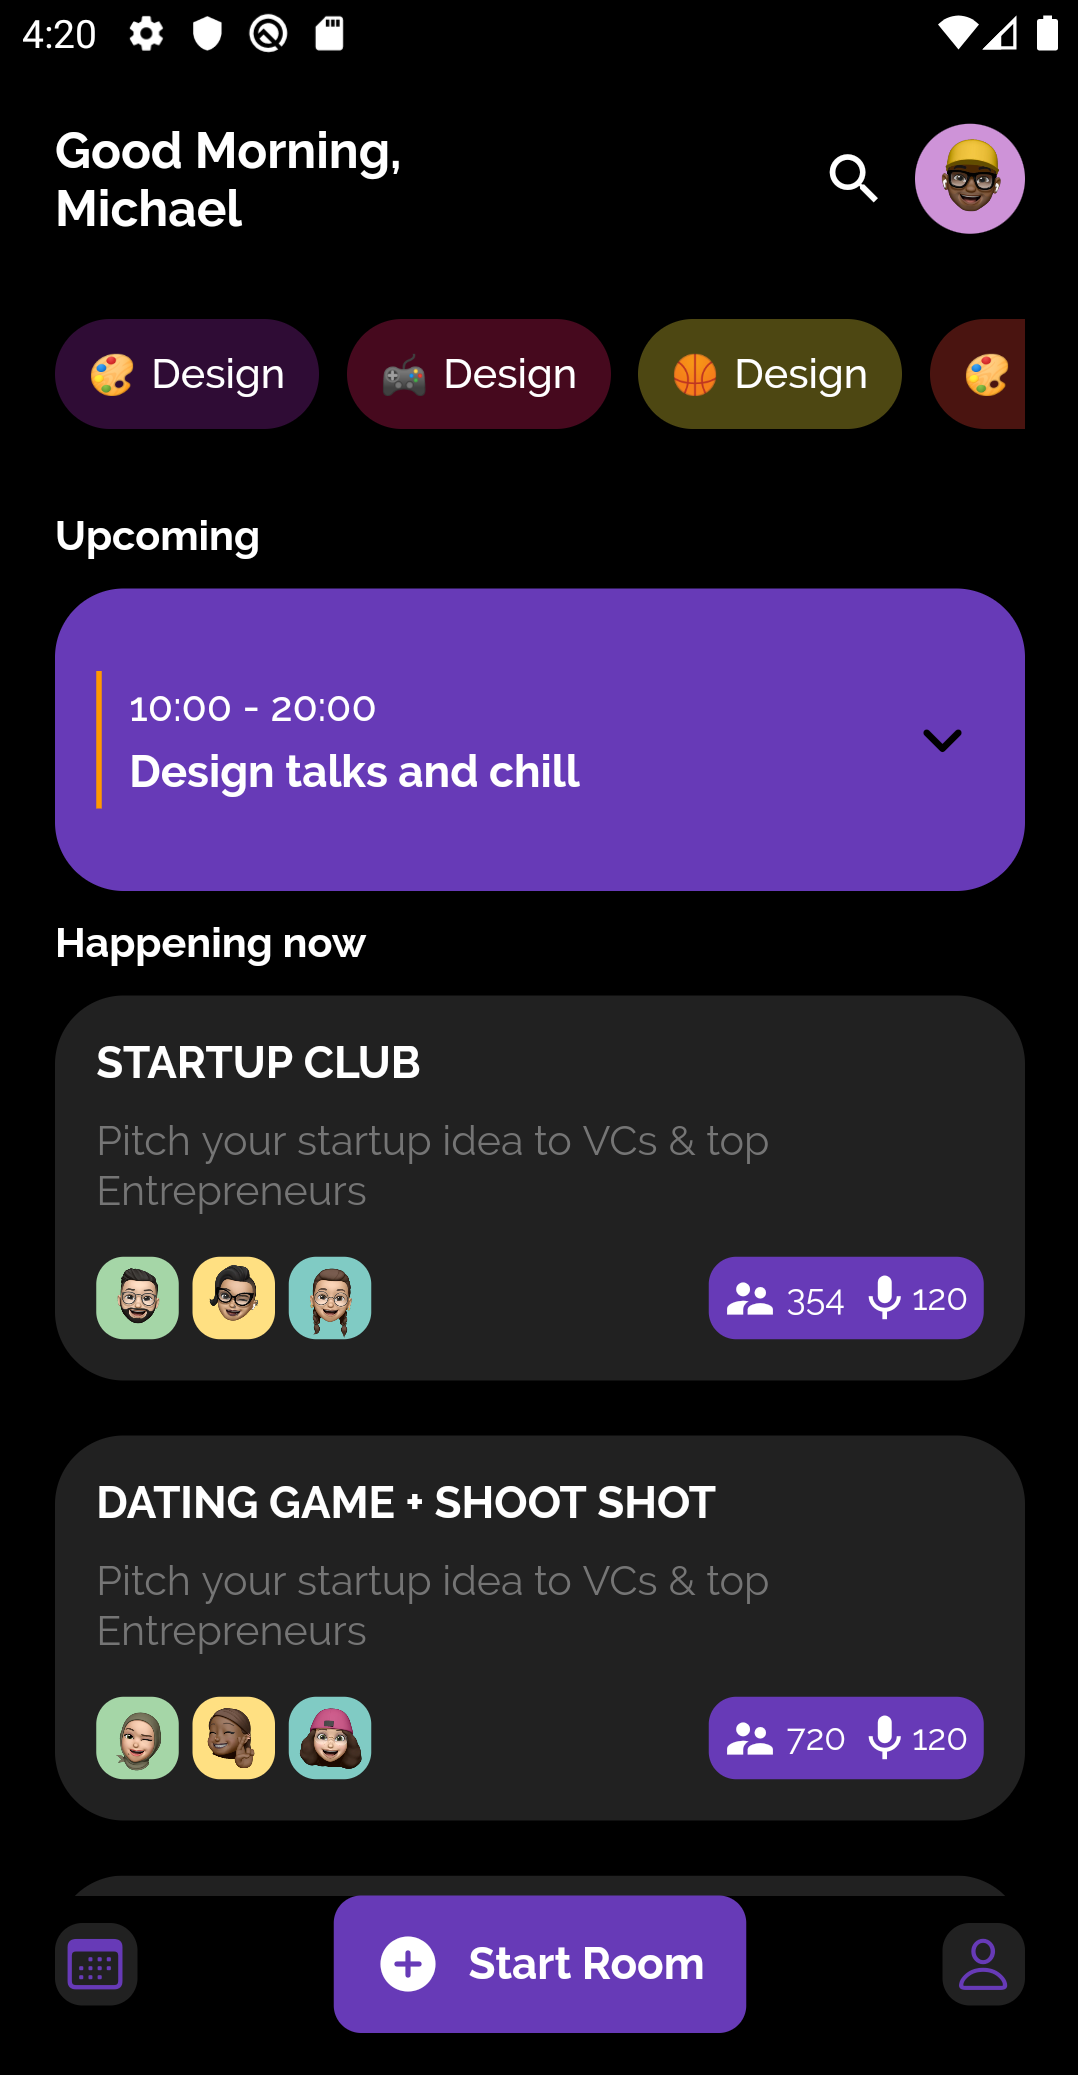 4:20
Good Morning,
Michael
Design Design Design
Upcoming
10:00 - 20:00
Design talks and chill
Happening now
STARTUP CLUB
Pitch your startup idea to VCs & top
Entrepreneurs
354 120
DATING GAME + SHOOT SHOT
Pitch your startup idea to VCs & top
Entrepreneurs
720 120
Start Room